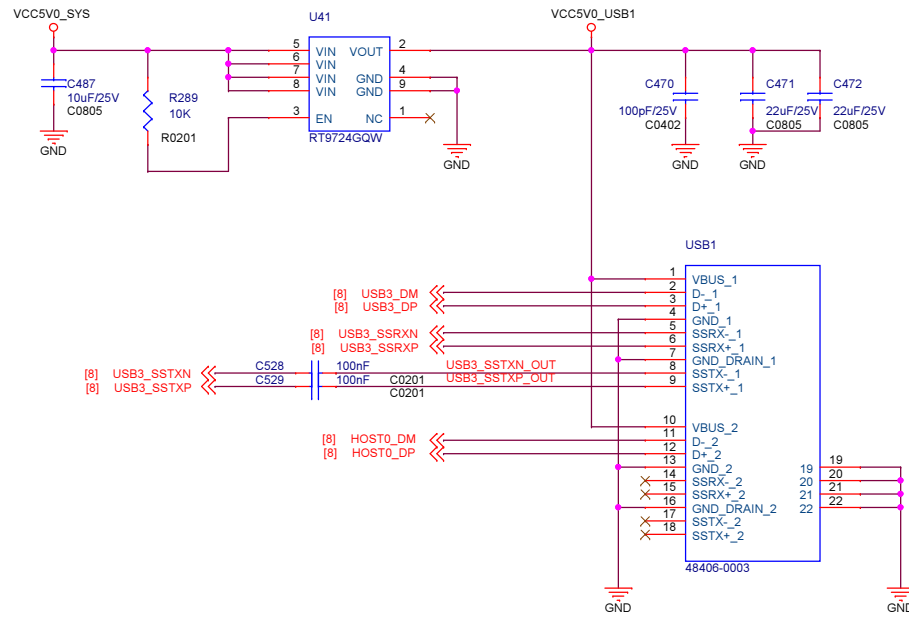 VCC5V0_SYS
U41
VCC5V0_USB1
5 VIN VOUT 2
6 VIN
7 VIN GND 4
8 VIN GND 9
3 EN NC 1
RT9724GQW
C487
10uF/25V
C0805
GND
R289
10K
R0201
GND
C470
100pF/25V
C0402
GND
C471
22uF/25V
C0805
GND
C472
22uF/25V
C0805
USB1
1 VBUS_1
[8] USB3_DM 2 D-_1
[8] USB3_DP 3 D+_1
4 GND_1
[8] USB3_SSRXN 5 SSRX-_1
[8] USB3_SSRXP 6 SSRX+_1
7 GND_DRAIN_1
[8] USB3_SSTXN C528 100nF USB3_SSTXN_OUT 8 SSTX-_1
[8] USB3_SSTXP C529 100nF C0201 USB3_SSTXP_OUT 9 SSTX+_1
C0201
10 VBUS_2
[8] HOST0_DM 11 D-_2
[8] HOST0_DP 12 D+_2
13 GND_2 19 19
14 SSRX-_2 20 20
15 SSRX+_2 21 21
16 GND_DRAIN_2 22 22
17 SSTX-_2
18 SSTX+_2
48406-0003
GND
GND